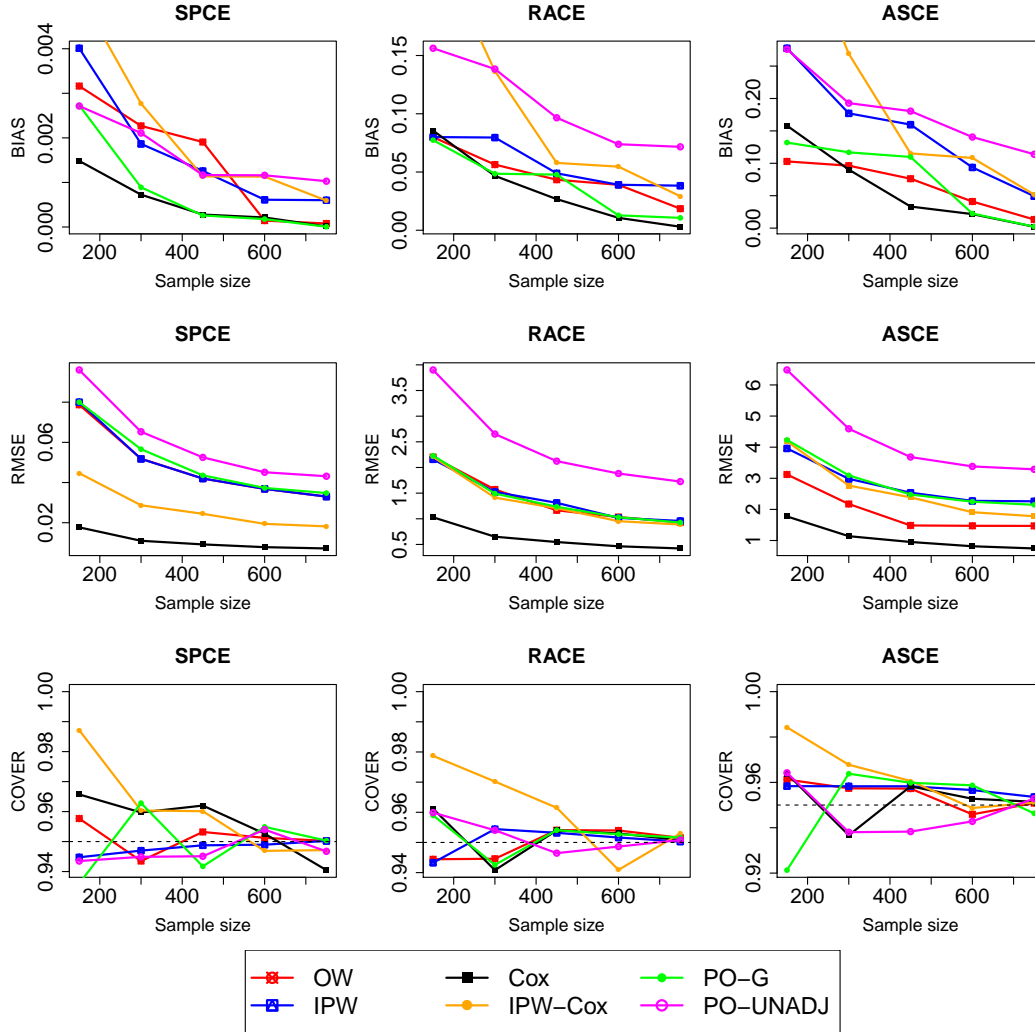 SPCE
RACE
ASCE
BIAS
0.000
0.002
0.004
200
400
600
Sample size
BIAS
0.00
0.05
0.10
0.15
200
400
600
Sample size
BIAS
0.00
0.10
0.20
200
400
600
Sample size
SPCE
RACE
ASCE
RMSE
0.02
0.06
200
400
600
Sample size
RMSE
0.5
1.5
2.5
3.5
200
400
600
Sample size
RMSE
1
2
3
4
5
6
200
400
600
Sample size
SPCE
RACE
ASCE
COVER
0.94
0.96
0.98
1.00
200
400
600
Sample size
COVER
0.94
0.96
0.98
1.00
200
400
600
Sample size
COVER
0.92
0.96
1.00
200
400
600
Sample size
OW
Cox
PO−G
IPW
IPW−Cox
PO−UNADJ